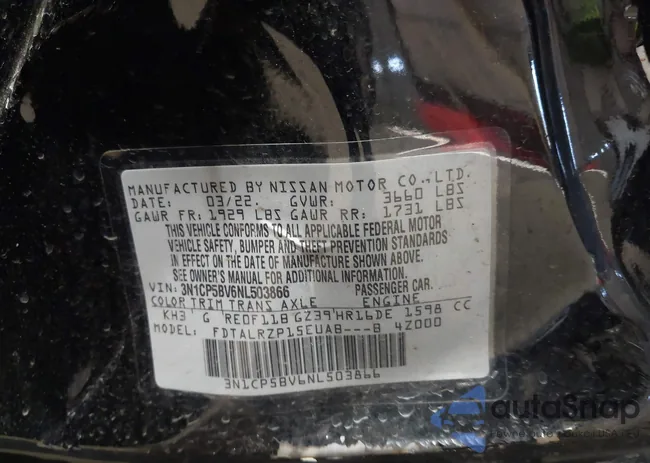 MANUFACTURED BY NISSAN MOTOR CO., LTD.
DATE: 03/22. GVWR: 3660 LBS
GAWR FR: 1929 LBS GAWR RR: 1731 LBS
THIS VEHICLE CONFORMS TO ALL APPLICABLE FEDERAL MOTOR
VEHICLE SAFETY, BUMPER AND THEFT PREVENTION STANDARDS
IN EFFECT ON THE DATE OF MANUFACTURE SHOWN ABOVE.
SEE OWNER'S MANUAL FOR ADDITIONAL INFORMATION.
VIN: 3N1CP5BV6NL503866 PASSENGER CAR.
COLOR TRIM TRANS AXLE ENGINE
KH3 G RE0F11B GZ39 HR16DE 1598 CC
MODEL: FDTALRZP15EUAB---B 4Z000
3N1CP5BV6NL503866
autoSnap